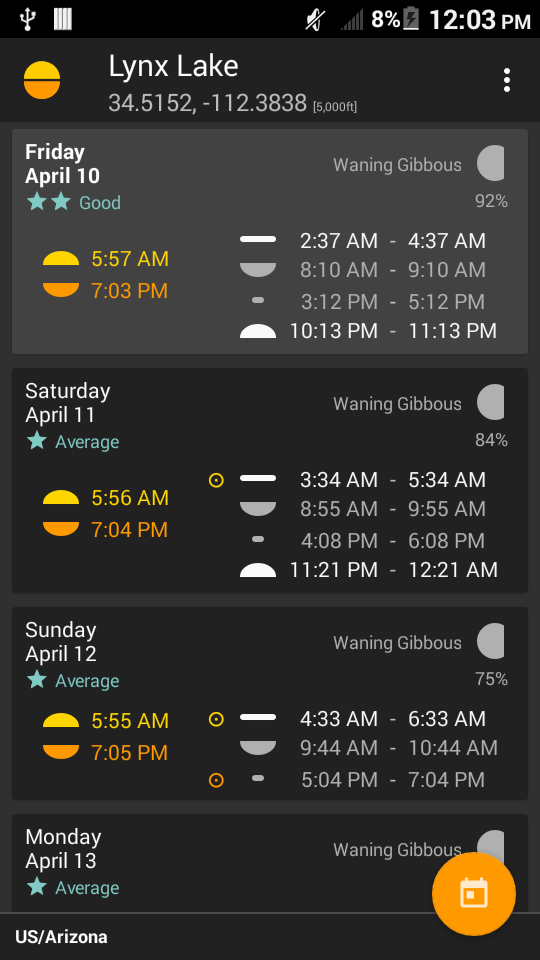 8% 12:03 PM
Lynx Lake
34.5152, -112.3838 [5,000ft]
Friday
April 10
Waning Gibbous
Good
92%
5:57 AM
7:03 PM
2:37 AM - 4:37 AM
8:10 AM - 9:10 AM
3:12 PM - 5:12 PM
10:13 PM - 11:13 PM
Saturday
April 11
Waning Gibbous
Average
84%
5:56 AM
7:04 PM
3:34 AM - 5:34 AM
8:55 AM - 9:55 AM
4:08 PM - 6:08 PM
11:21 PM - 12:21 AM
Sunday
April 12
Waning Gibbous
Average
75%
5:55 AM
7:05 PM
4:33 AM - 6:33 AM
9:44 AM - 10:44 AM
5:04 PM - 7:04 PM
Monday
April 13
Waning Gibbous
Average
US/Arizona